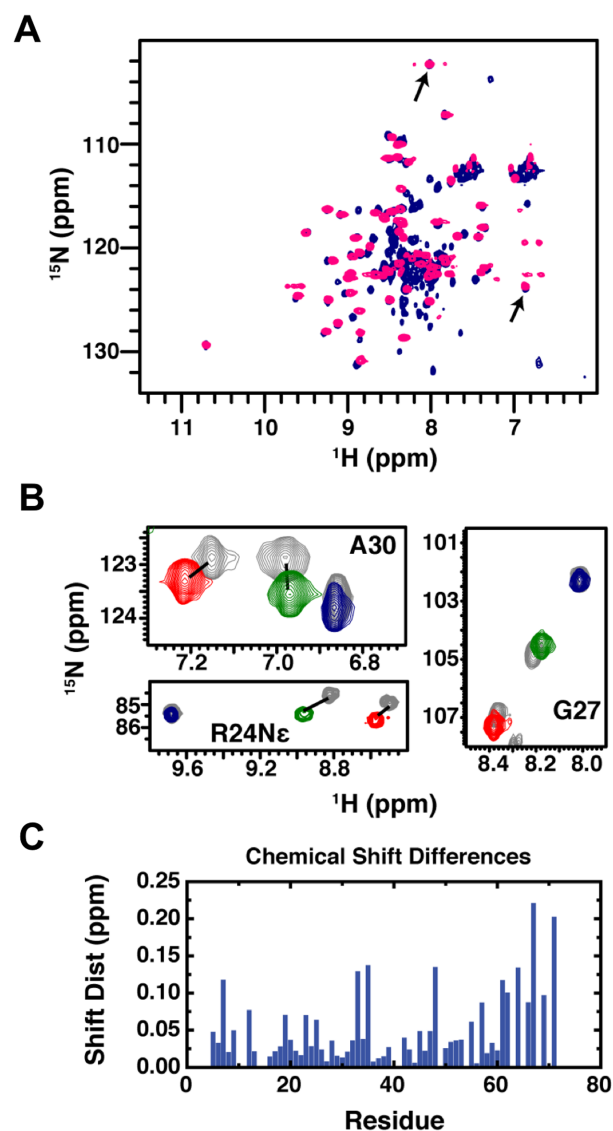 A
110
120
130
¹⁵N (ppm)
11
10
9
8
7
¹H (ppm)
B
123
124
A30
7.2
7.0
6.8
85
86
R24Nε
9.6
9.2
8.8
101
103
105
107
G27
8.4
8.2
8.0
¹⁵N (ppm)
¹H (ppm)
C
Chemical Shift Differences
0.25
0.20
0.15
0.10
0.05
0.00
Shift Dist (ppm)
0
20
40
60
80
Residue